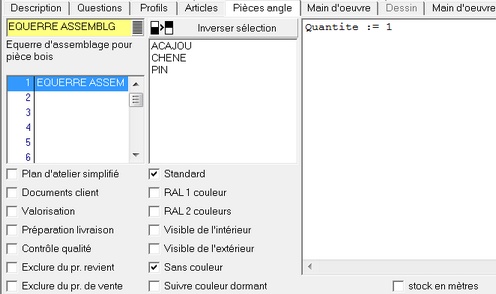 Description Questions Profils Articles Pièces angle Main d'oeuvre Dessin Main d'oeuvre
EQUERRE ASSEMBLG Inverser sélection
Equerre d'assemblage pour
pièce bois
ACAJOU
CHENE
PIN
Quantite := 1
1 EQUERRE ASSEM
2
3
4
5
6
Plan d'atelier simplifié Standard
Documents client RAL 1 couleur
Valorisation RAL 2 couleurs
Préparation livraison Visible de l'intérieur
Contrôle qualité Visible de l'extérieur
Exclure du pr. revient Sans couleur
Exclure du pr. de vente Suivre couleur dormant stock en mètres